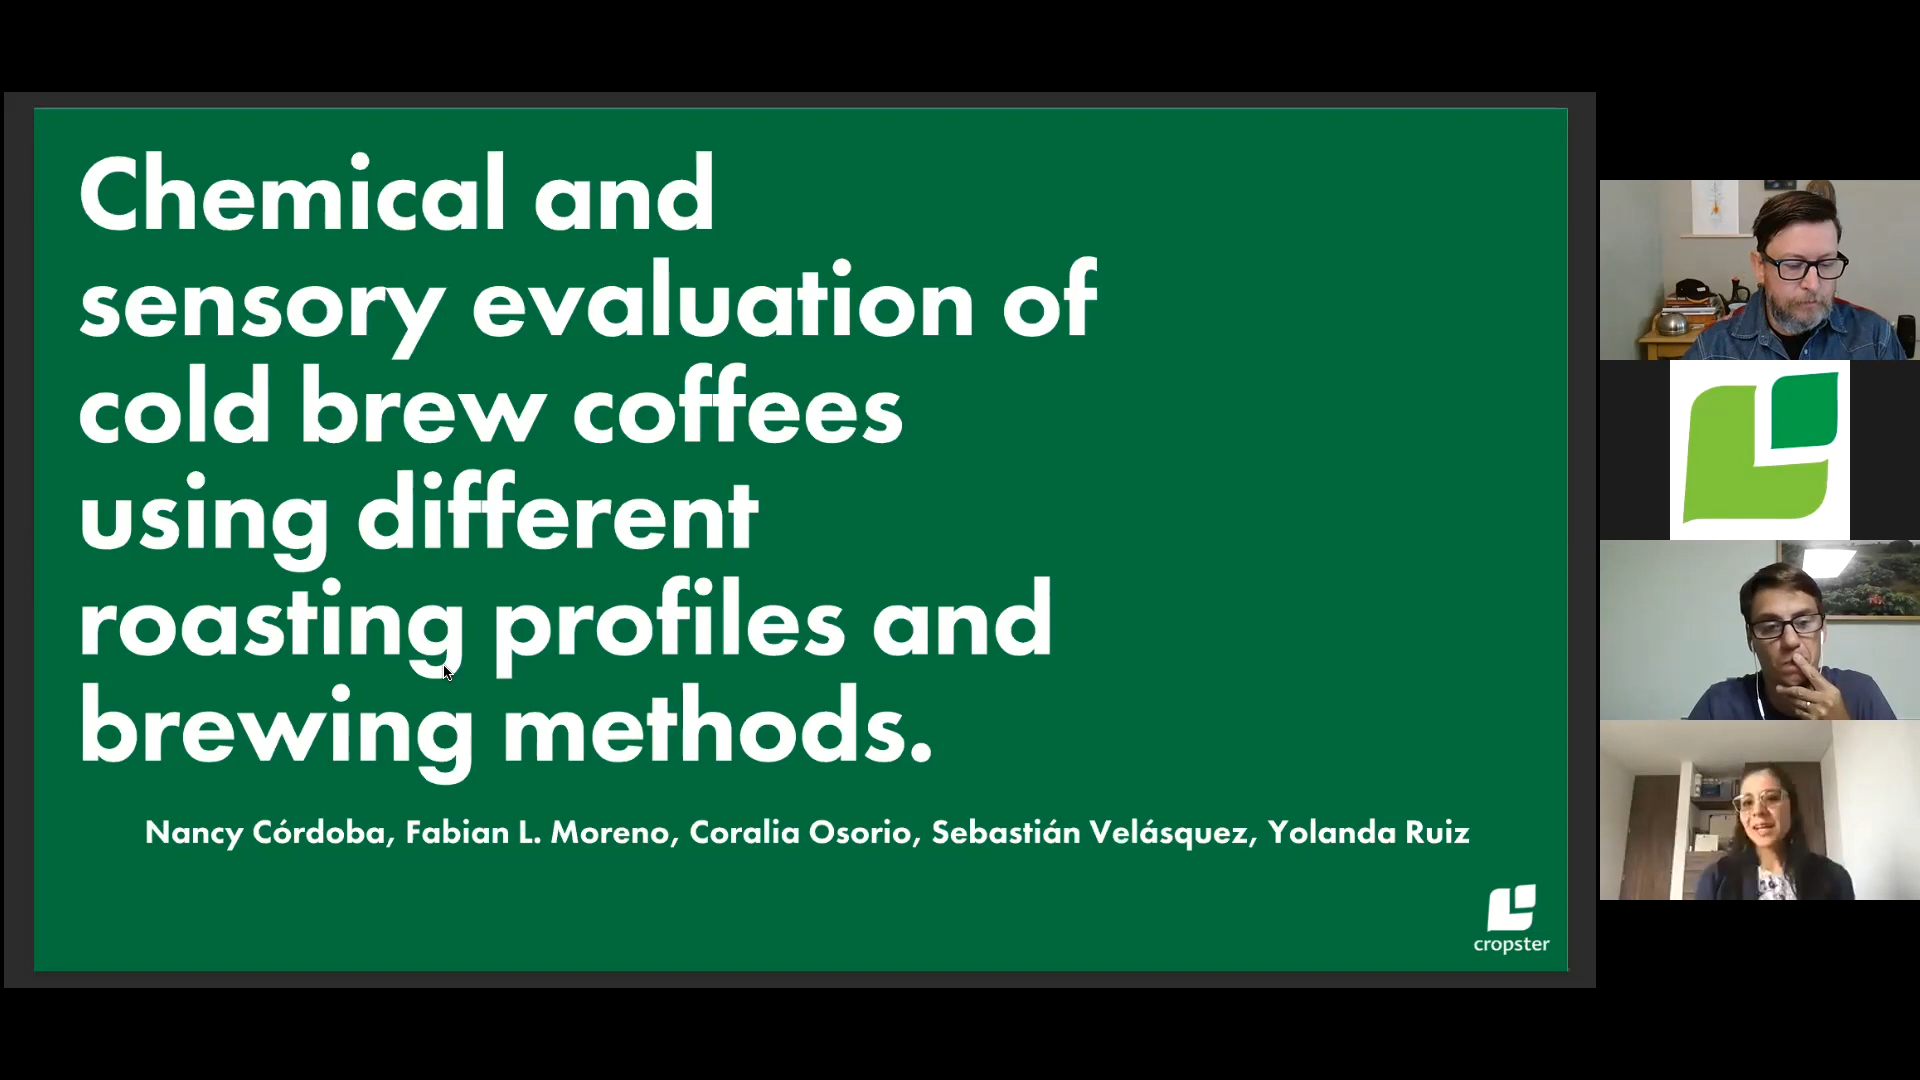 Chemical and
sensory evaluation of
cold brew coffees
using different
roasting profiles and
brewing methods.
Nancy Córdoba, Fabian L. Moreno, Coralia Osorio, Sebastián Velásquez, Yolanda Ruiz
cropster